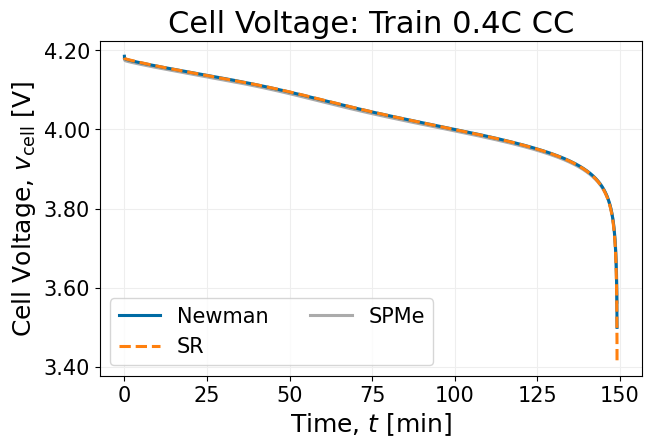 Cell Voltage: Train 0.4C CC
Cell Voltage, v_cell [V]
4.20
4.00
3.80
3.60
3.40
Newman
SPMe
SR
0
25
50
75
100
125
150
Time, t [min]